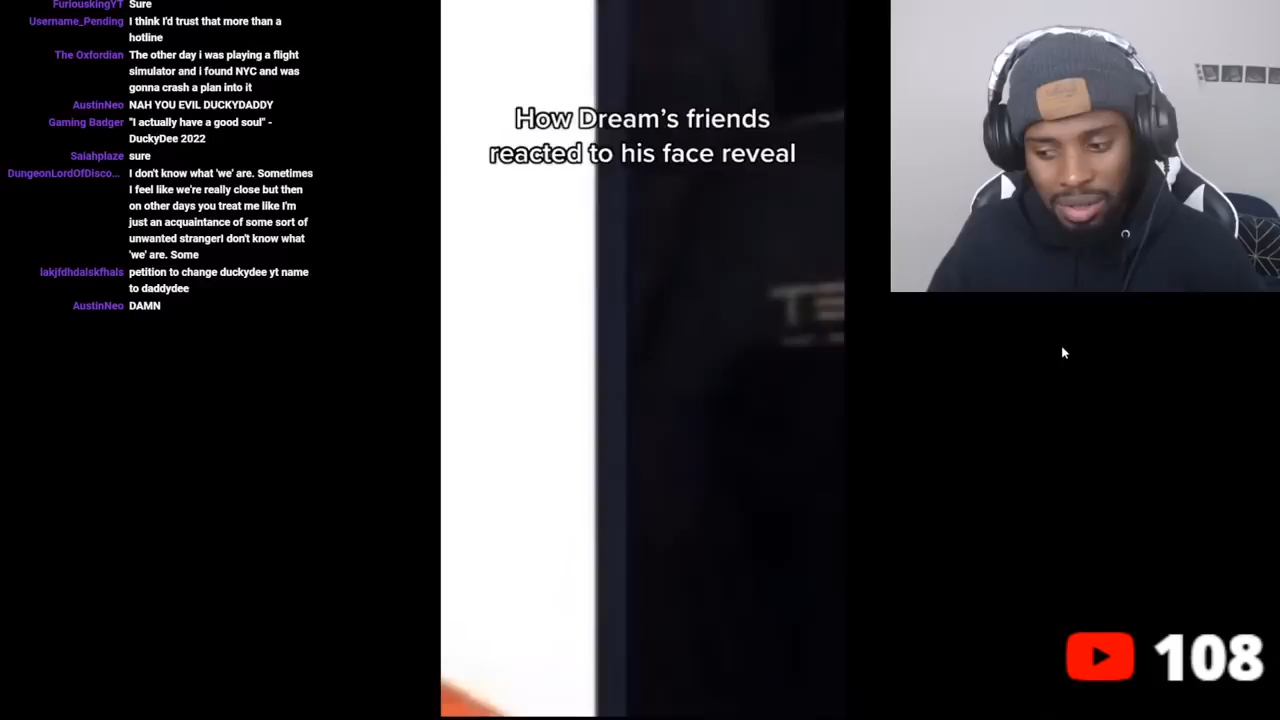 FuriouskingYT Sure
Username_Pending I think I'd trust that more than a
hotline
The Oxfordian The other day i was playing a flight
simulator and i found NYC and was
gonna crash a plan into it
AustinNeo NAH YOU EVIL DUCKYDADDY
Gaming Badger "I actually have a good soul" -
DuckyDee 2022
Saiahplaze sure
DungeonLordOfDisco... I don't know what 'we' are. Sometimes
I feel like we're really close but then
on other days you treat me like I'm
just an acquaintance of some sort of
unwanted strangerI don't know what
'we' are. Some
lakjfdhdalskfhals petition to change duckydee yt name
to daddydee
AustinNeo DAMN
How Dream's friends
reacted to his face reveal
TE
108